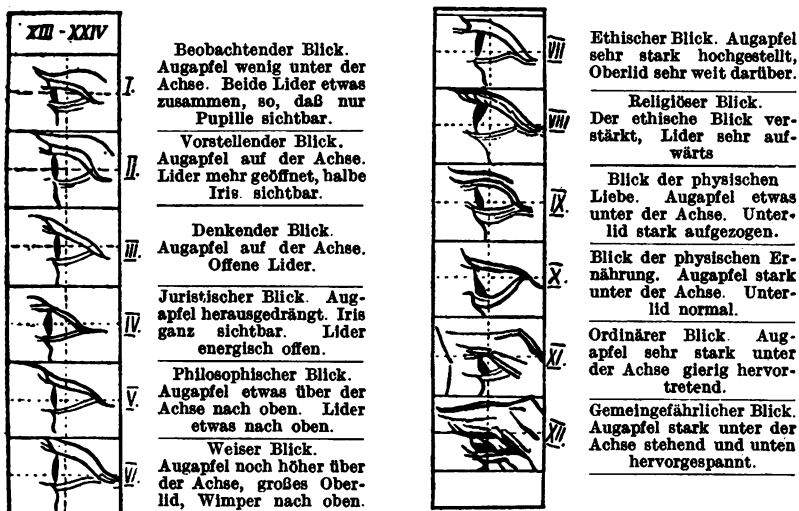 XIII - XXIV
I.
Beobachtender Blick.
Augapfel wenig unter der
Achse. Beide Lider etwas
zusammen, so, daß nur
Pupille sichtbar.
II.
Vorstellender Blick.
Augapfel auf der Achse.
Lider mehr geöffnet, halbe
Iris sichtbar.
III.
Denkender Blick.
Augapfel auf der Achse.
Offene Lider.
IV.
Juristischer Blick. Aug-
apfel herausgedrängt. Iris
ganz sichtbar. Lider
energisch offen.
V.
Philosophischer Blick.
Augapfel etwas über der
Achse nach oben. Lider
etwas nach oben.
VI.
Weiser Blick.
Augapfel noch höher über
der Achse, großes Ober-
lid, Wimper nach oben.
VII
Ethischer Blick. Augapfel
sehr stark hochgestellt,
Oberlid sehr weit darüber.
VIII
Religiöser Blick.
Der ethische Blick ver-
stärkt, Lider sehr auf-
wärts
IX.
Blick der physischen
Liebe. Augapfel etwas
unter der Achse. Unter-
lid stark aufgezogen.
X.
Blick der physischen Er-
nährung. Augapfel stark
unter der Achse. Unter-
lid normal.
XI.
Ordinärer Blick. Aug-
apfel sehr stark unter
der Achse gierig hervor-
tretend.
XII.
Gemeingefährlicher Blick.
Augapfel stark unter der
Achse stehend und unten
hervorgespannt.